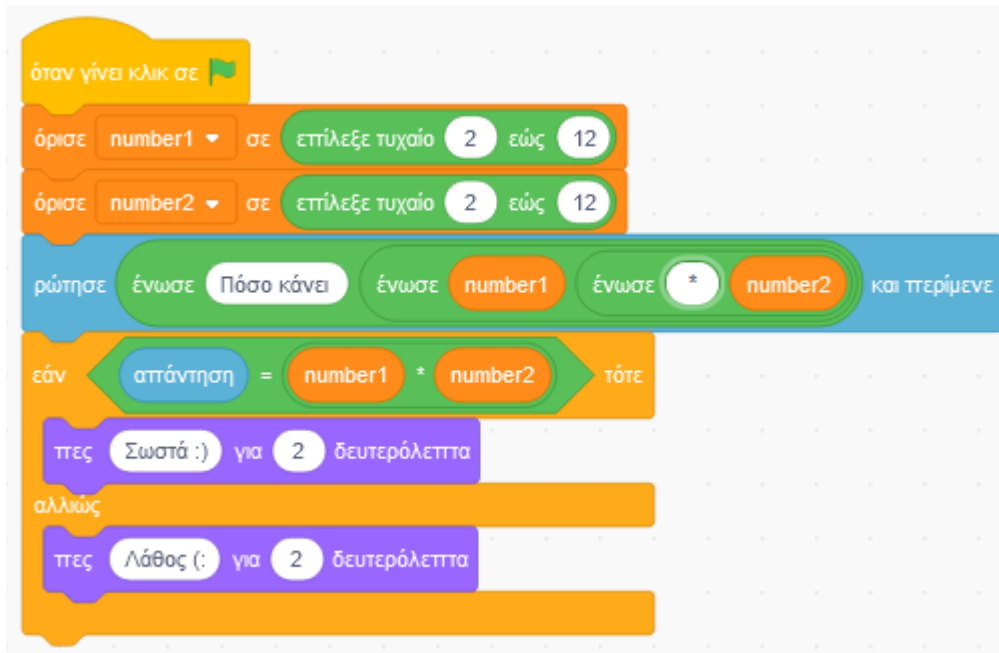 όταν γίνει κλικ σε
όρισε number1 σε επίλεξε τυχαίο 2 εώς 12
όρισε number2 σε επίλεξε τυχαίο 2 εώς 12
ρώτησε ένωσε Πόσο κάνει ένωσε number1 ένωσε * number2 και περίμενε
εάν απάντηση = number1 * number2 τότε
πες Σωστά :) για 2 δευτερόλεπτα
αλλιώς
πες Λάθος (: για 2 δευτερόλεπτα